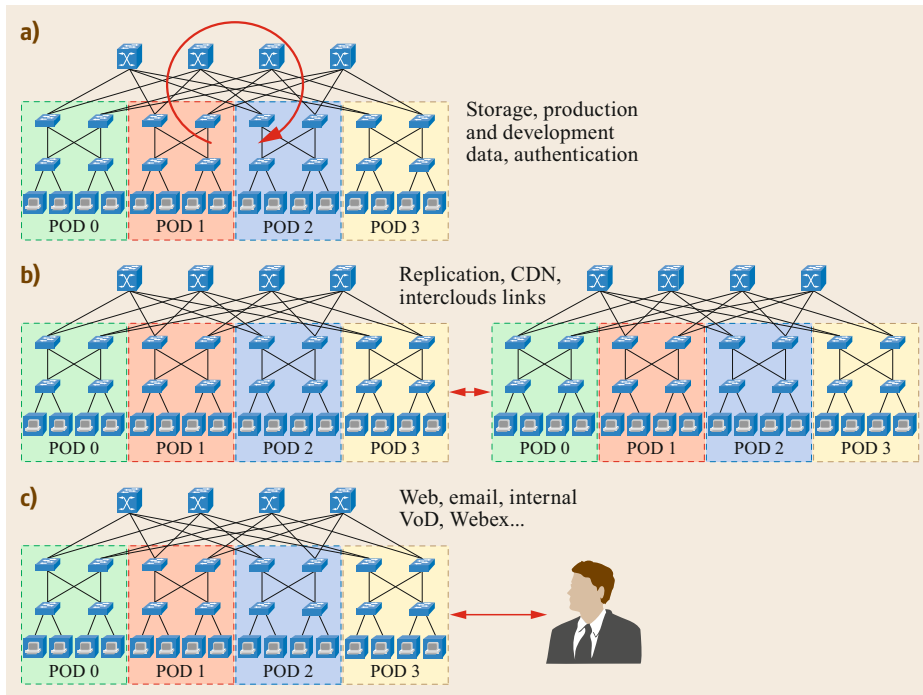 a)
Storage, production
and development
data, authentication
POD 0
POD 1
POD 2
POD 3
b)
Replication, CDN,
interclouds links
POD 0
POD 1
POD 2
POD 3
POD 0
POD 1
POD 2
POD 3
c)
Web, email, internal
VoD, Webex...
POD 0
POD 1
POD 2
POD 3